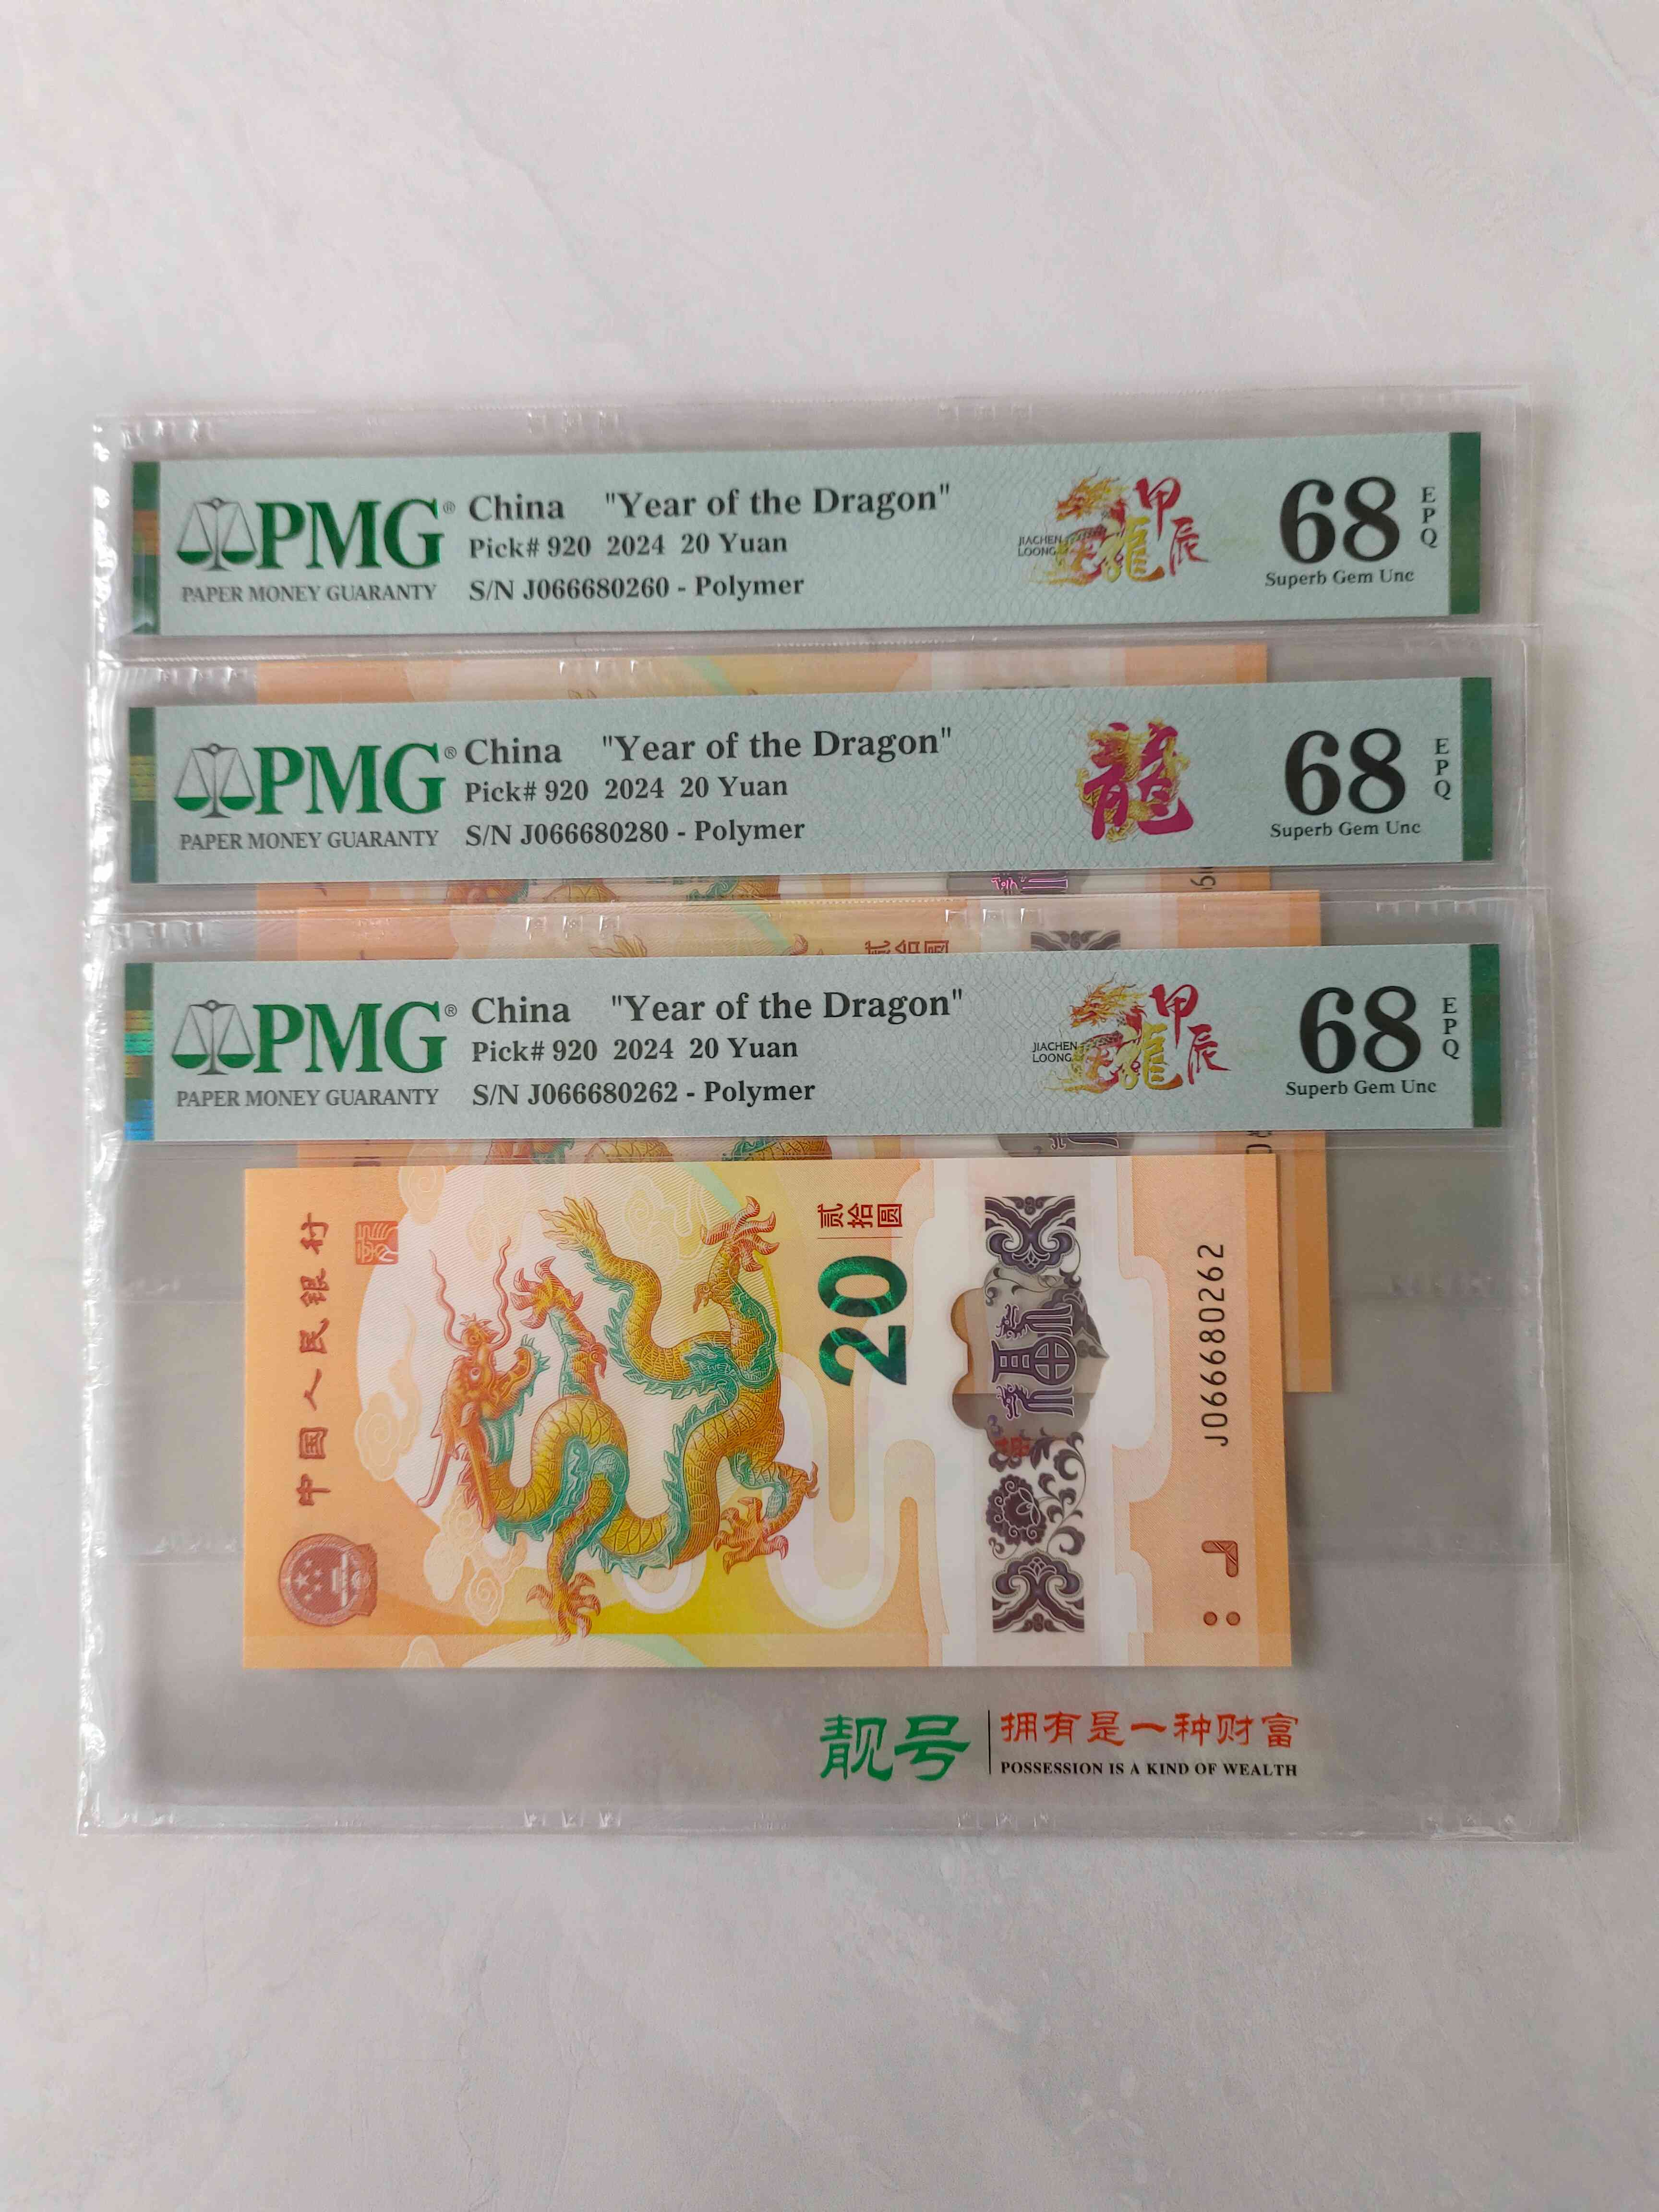 PMG®
PAPER MONEY GUARANTY
China "Year of the Dragon"
Pick# 920 2024 20 Yuan
S/N J066680260 - Polymer
JIACHEN
LOONG
甲辰
龍
68
EPQ
Superb Gem Unc
PMG®
PAPER MONEY GUARANTY
China "Year of the Dragon"
Pick# 920 2024 20 Yuan
S/N J066680280 - Polymer
龍
68
EPQ
Superb Gem Unc
贰拾圆
PMG®
PAPER MONEY GUARANTY
China "Year of the Dragon"
Pick# 920 2024 20 Yuan
S/N J066680262 - Polymer
JIACHEN
LOONG
甲辰
龍
68
EPQ
Superb Gem Unc
中国人民银行
贰拾圆
20
福
J066680262
靓号
拥有是一种财富
POSSESSION IS A KIND OF WEALTH